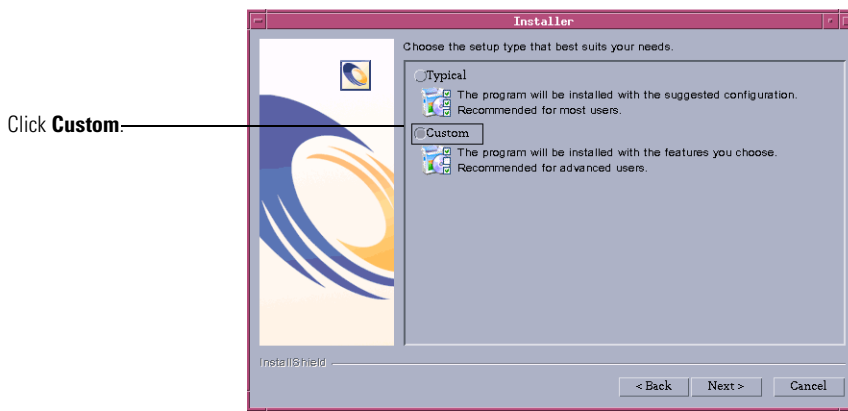 Installer
Choose the setup type that best suits your needs.
Typical
The program will be installed with the suggested configuration.
Recommended for most users.
Click Custom.
Custom
The program will be installed with the features you choose.
Recommended for advanced users.
InstallShield
< Back
Next >
Cancel